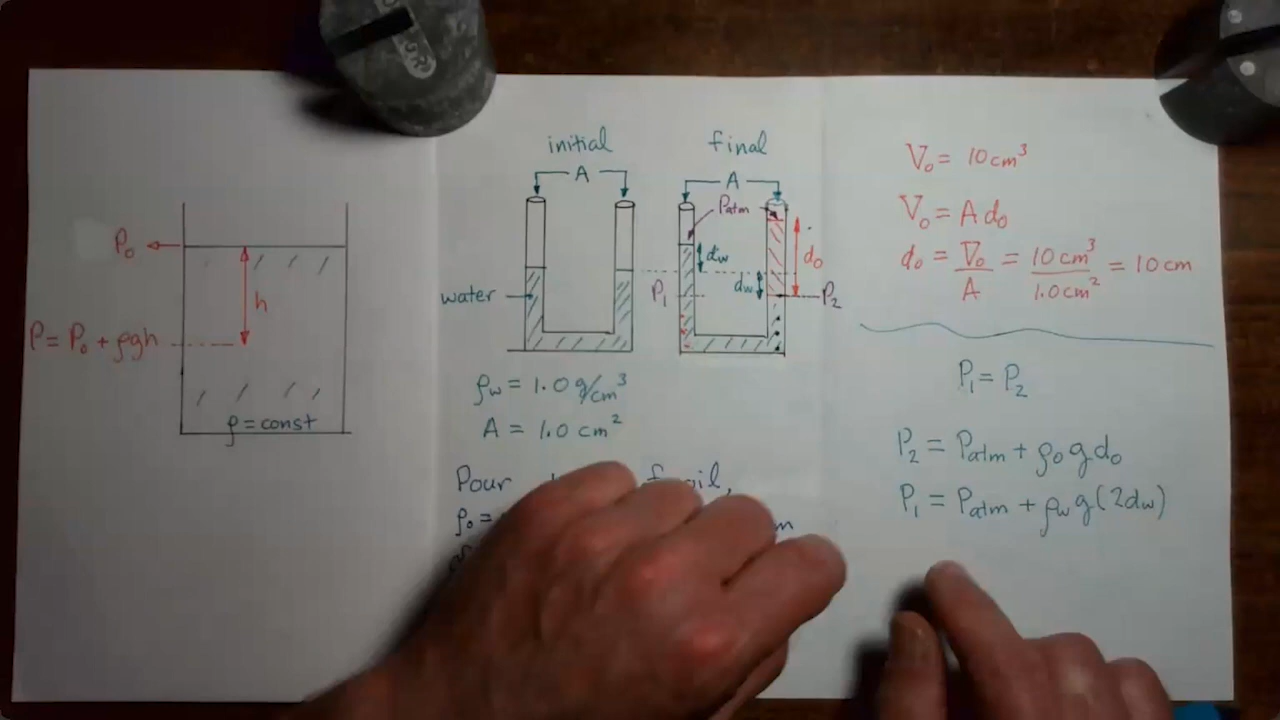 P₀
h
P = P₀ + ρgh
ρ = const
initial
A
water
final
A
Patm
dw
d₀
dw
P₁
P₂
ρw = 1.0 g/cm³
A = 1.0 cm²
Pour oil,
ρ₀ =
V₀ = 10 cm³
V₀ = A d₀
d₀ = V₀/A = 10 cm³/1.0 cm² = 10 cm
P₁ = P₂
P₂ = Patm + ρ₀ g d₀
P₁ = Patm + ρw g (2dw)